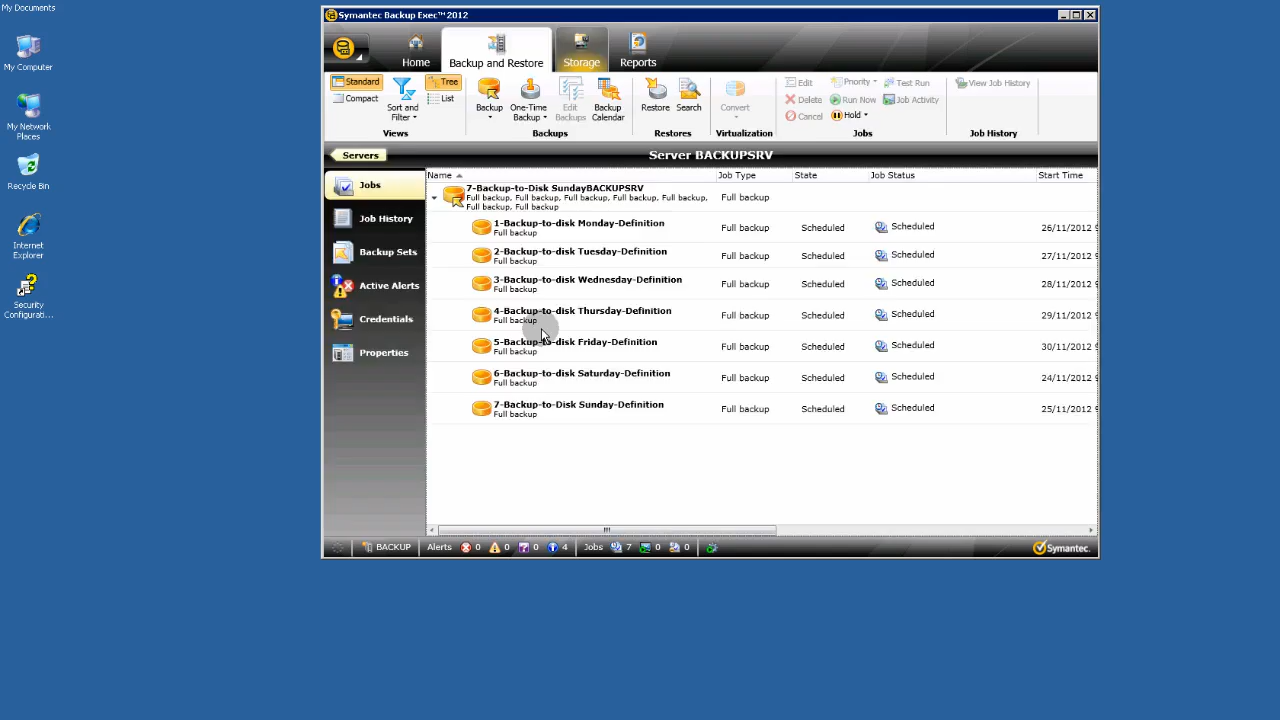 My Documents
My Computer
My Network
Places
Recycle Bin
Internet
Explorer
Security
Configurati...
Symantec Backup Exec™ 2012
Home
Backup and Restore
Storage
Reports
Standard
Compact
Sort and
Filter
Tree
List
Views
Backup
One-Time
Backup
Edit
Backups
Backup
Calendar
Backups
Restore
Search
Restores
Convert
Virtualization
Edit
Priority
Test Run
Delete
Run Now
Job Activity
Cancel
Hold
Jobs
View Job History
Job History
Servers
Server BACKUPSRV
Jobs
Job History
Backup Sets
Active Alerts
Credentials
Properties
Name Job Type State Job Status Start Time
7-Backup-to-Disk SundayBACKUPSRV
Full backup, Full backup, Full backup, Full backup, Full backup,
Full backup, Full backup
Full backup
1-Backup-to-disk Monday-Definition
Full backup
Full backup Scheduled Scheduled 26/11/2012
2-Backup-to-disk Tuesday-Definition
Full backup
Full backup Scheduled Scheduled 27/11/2012
3-Backup-to-disk Wednesday-Definition
Full backup
Full backup Scheduled Scheduled 28/11/2012
4-Backup-to-disk Thursday-Definition
Full backup
Full backup Scheduled Scheduled 29/11/2012
5-Backup-to-disk Friday-Definition
Full backup
Full backup Scheduled Scheduled 30/11/2012
6-Backup-to-disk Saturday-Definition
Full backup
Full backup Scheduled Scheduled 24/11/2012
7-Backup-to-Disk Sunday-Definition
Full backup
Full backup Scheduled Scheduled 25/11/2012
BACKUP Alerts 0 0 0 4 Jobs 7 0 0
Symantec.